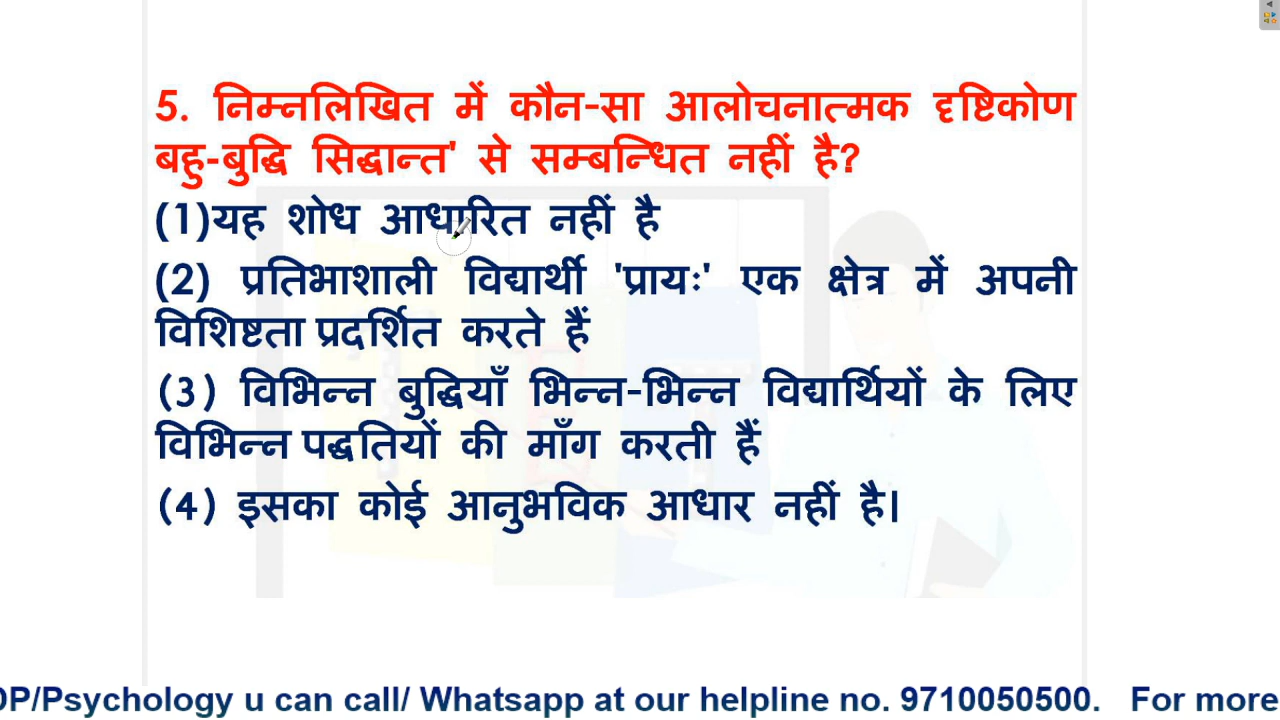 5. निम्नलिखित में कौन-सा आलोचनात्मक दृष्टिकोण
बहु-बुद्धि सिद्धान्त' से सम्बन्धित नहीं है?
(1)यह शोध आधारित नहीं है
(2) प्रतिभाशाली विद्यार्थी 'प्रायः' एक क्षेत्र में अपनी
विशिष्टता प्रदर्शित करते हैं
(3) विभिन्न बुद्धियाँ भिन्न-भिन्न विद्यार्थियों के लिए
विभिन्न पद्धतियों की माँग करती हैं
(4) इसका कोई आनुभविक आधार नहीं है।
DP/Psychology u can call/ Whatsapp at our helpline no. 9710050500. For more